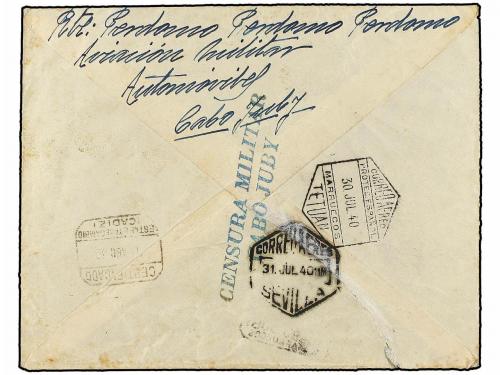 Rte: Perdomo Perdomo Perdomo
Aviación Militar
Automóviles
Cabo Juby
CENSURA MILITAR
CABO JUBY
CORREO AEREO
30 JUL 40
MARRUECOS
TETUAN
CORREO AEREO
31 JUL 40
SEVILLA
CERTIFICADO
CADIZ